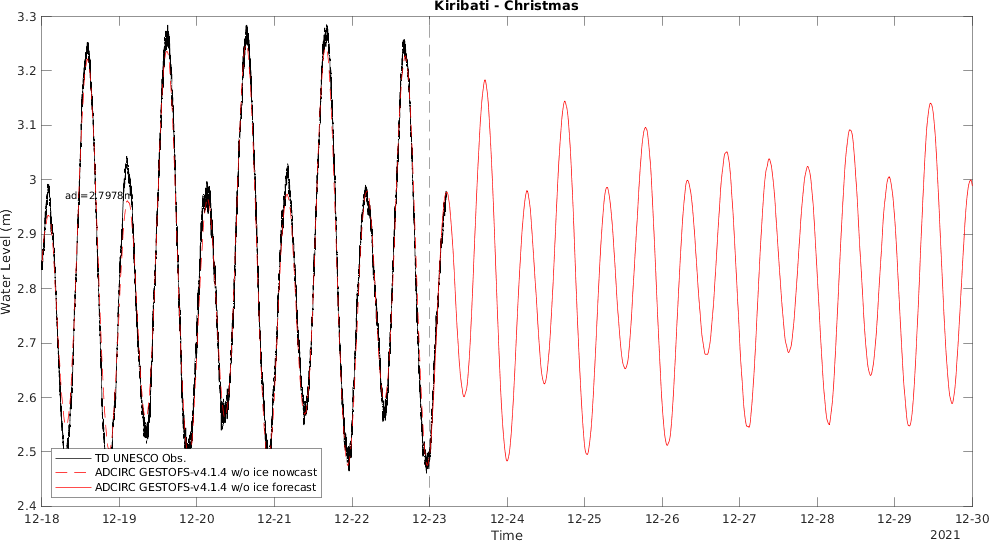 Kiribati - Christmas
3.3
3.2
3.1
3
2.9
2.8
2.7
2.6
2.5
2.4
Water Level (m)
adj=2.7978m
TD UNESCO Obs.
ADCIRC GESTOFS-v4.1.4 w/o ice nowcast
ADCIRC GESTOFS-v4.1.4 w/o ice forecast
12-18 12-19 12-20 12-21 12-22 12-23 12-24 12-25 12-26 12-27 12-28 12-29 12-30
Time
2021